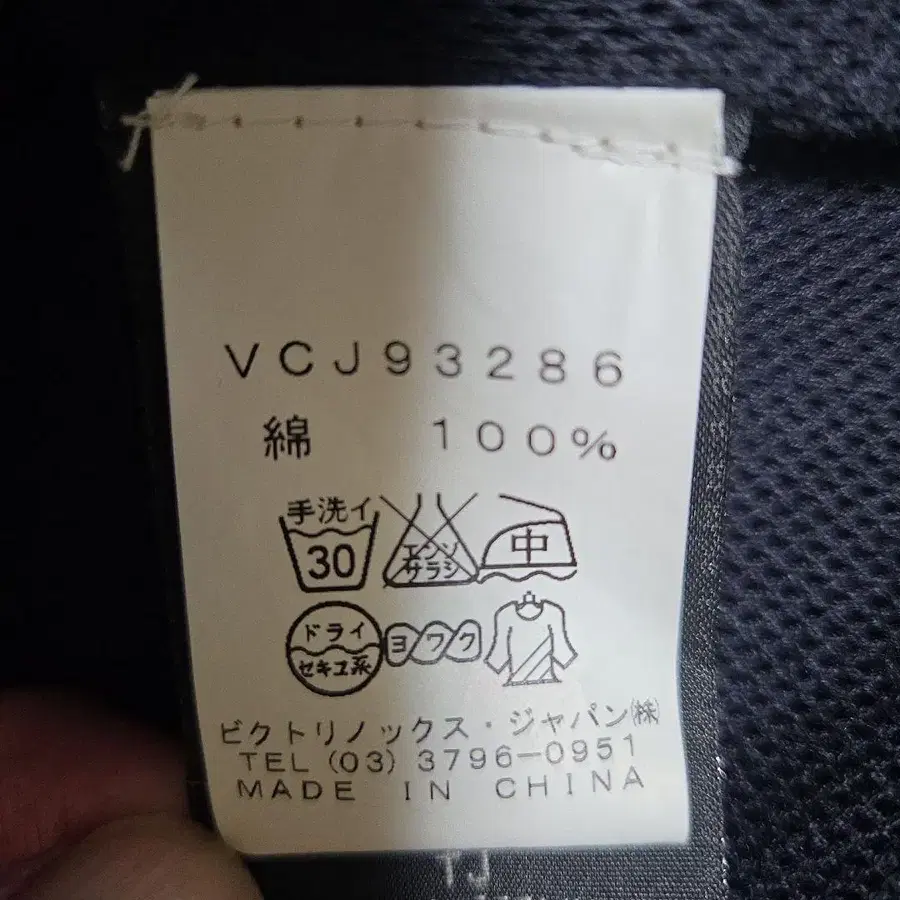 VCJ93286
綿 100%
手洗イ
30
エンソ
サラシ
中
ドライ
セキユ系
ヨワク
ビクトリノックス・ジャパン㈱
TEL (03) 3796-0951
MADE IN CHINA
TJ